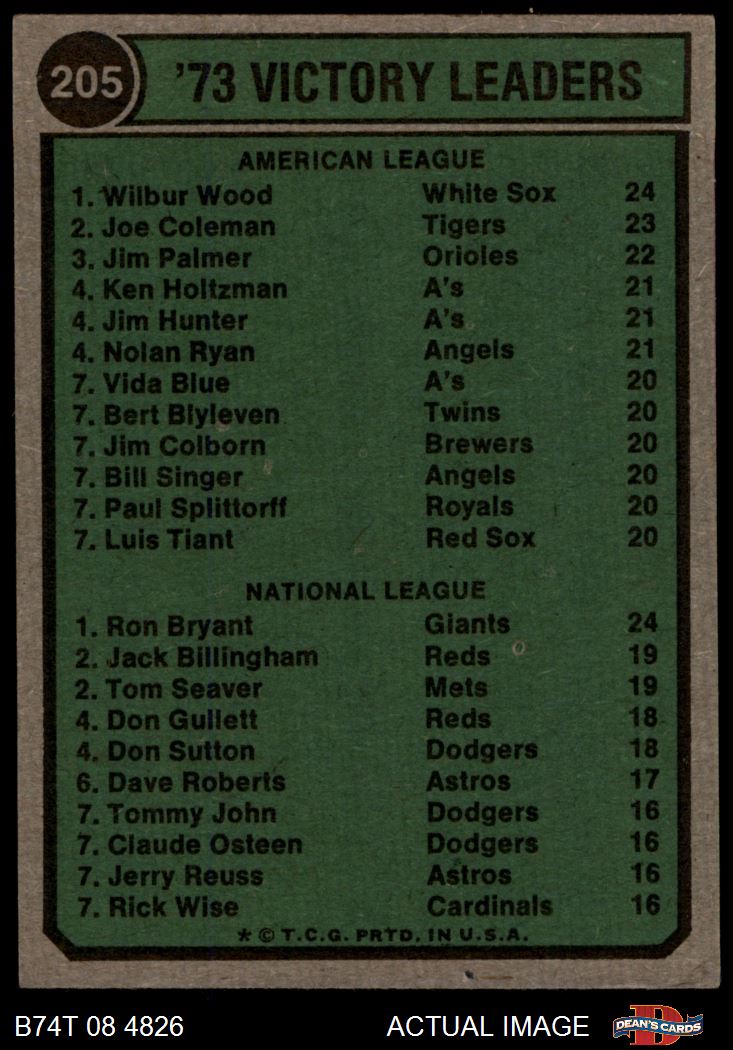 205
'73 VICTORY LEADERS
AMERICAN LEAGUE
1. Wilbur Wood White Sox 24
2. Joe Coleman Tigers 23
3. Jim Palmer Orioles 22
4. Ken Holtzman A's 21
4. Jim Hunter A's 21
4. Nolan Ryan Angels 21
7. Vida Blue A's 20
7. Bert Blyleven Twins 20
7. Jim Colborn Brewers 20
7. Bill Singer Angels 20
7. Paul Splittorff Royals 20
7. Luis Tiant Red Sox 20
NATIONAL LEAGUE
1. Ron Bryant Giants 24
2. Jack Billingham Reds 19
2. Tom Seaver Mets 19
4. Don Gullett Reds 18
4. Don Sutton Dodgers 18
6. Dave Roberts Astros 17
7. Tommy John Dodgers 16
7. Claude Osteen Dodgers 16
7. Jerry Reuss Astros 16
7. Rick Wise Cardinals 16
* © T.C.G. PRTD. IN U.S.A.
B74T 08 4826 ACTUAL IMAGE D DEAN'S CARDS